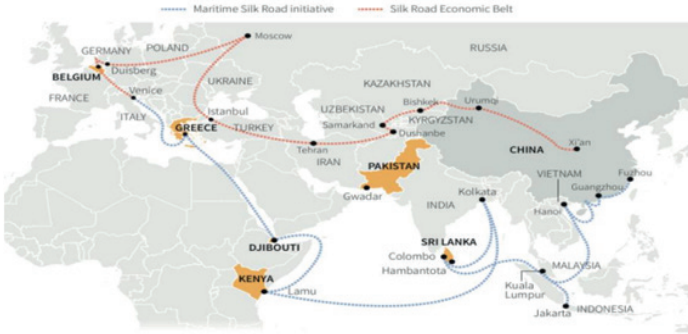 Maritime Silk Road initiative
Silk Road Economic Belt
Moscow
GERMANY
POLAND
RUSSIA
BELGIUM
Duisberg
UKRAINE
KAZAKHSTAN
FRANCE
Venice
ITALY
Istanbul
UZBEKISTAN
Bishkek
Urumqi
GREECE
TURKEY
Samarkand
KYRGYZSTAN
Dushanbe
Tehran
IRAN
CHINA
Xi'an
PAKISTAN
Fuzhou
Gwadar
INDIA
Kolkata
VIETNAM
Guangzhou
Hanoi
DJIBOUTI
SRI LANKA
Colombo
Hambantota
MALAYSIA
KENYA
Lamu
Kuala
Lumpur
Jakarta
INDONESIA